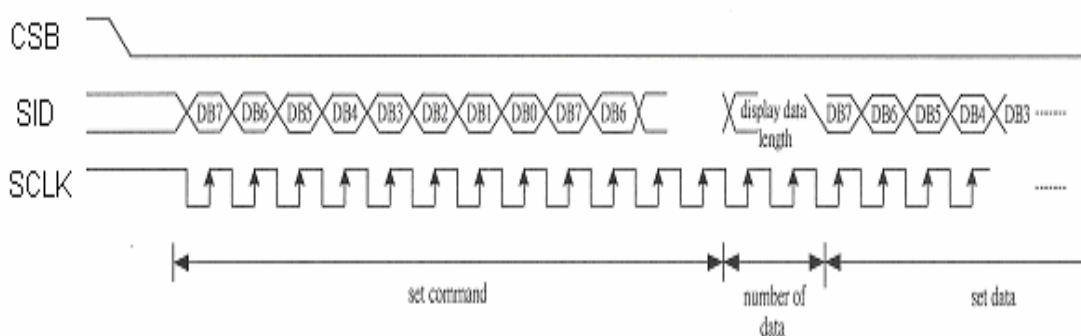 CSB
SID DB7 DB6 DB5 DB4 DB3 DB2 DB1 DB0 DB7 DB6 display data length DB7 DB6 DB5 DB4 DB3 ........
SCLK ........
set command
number of data
set data